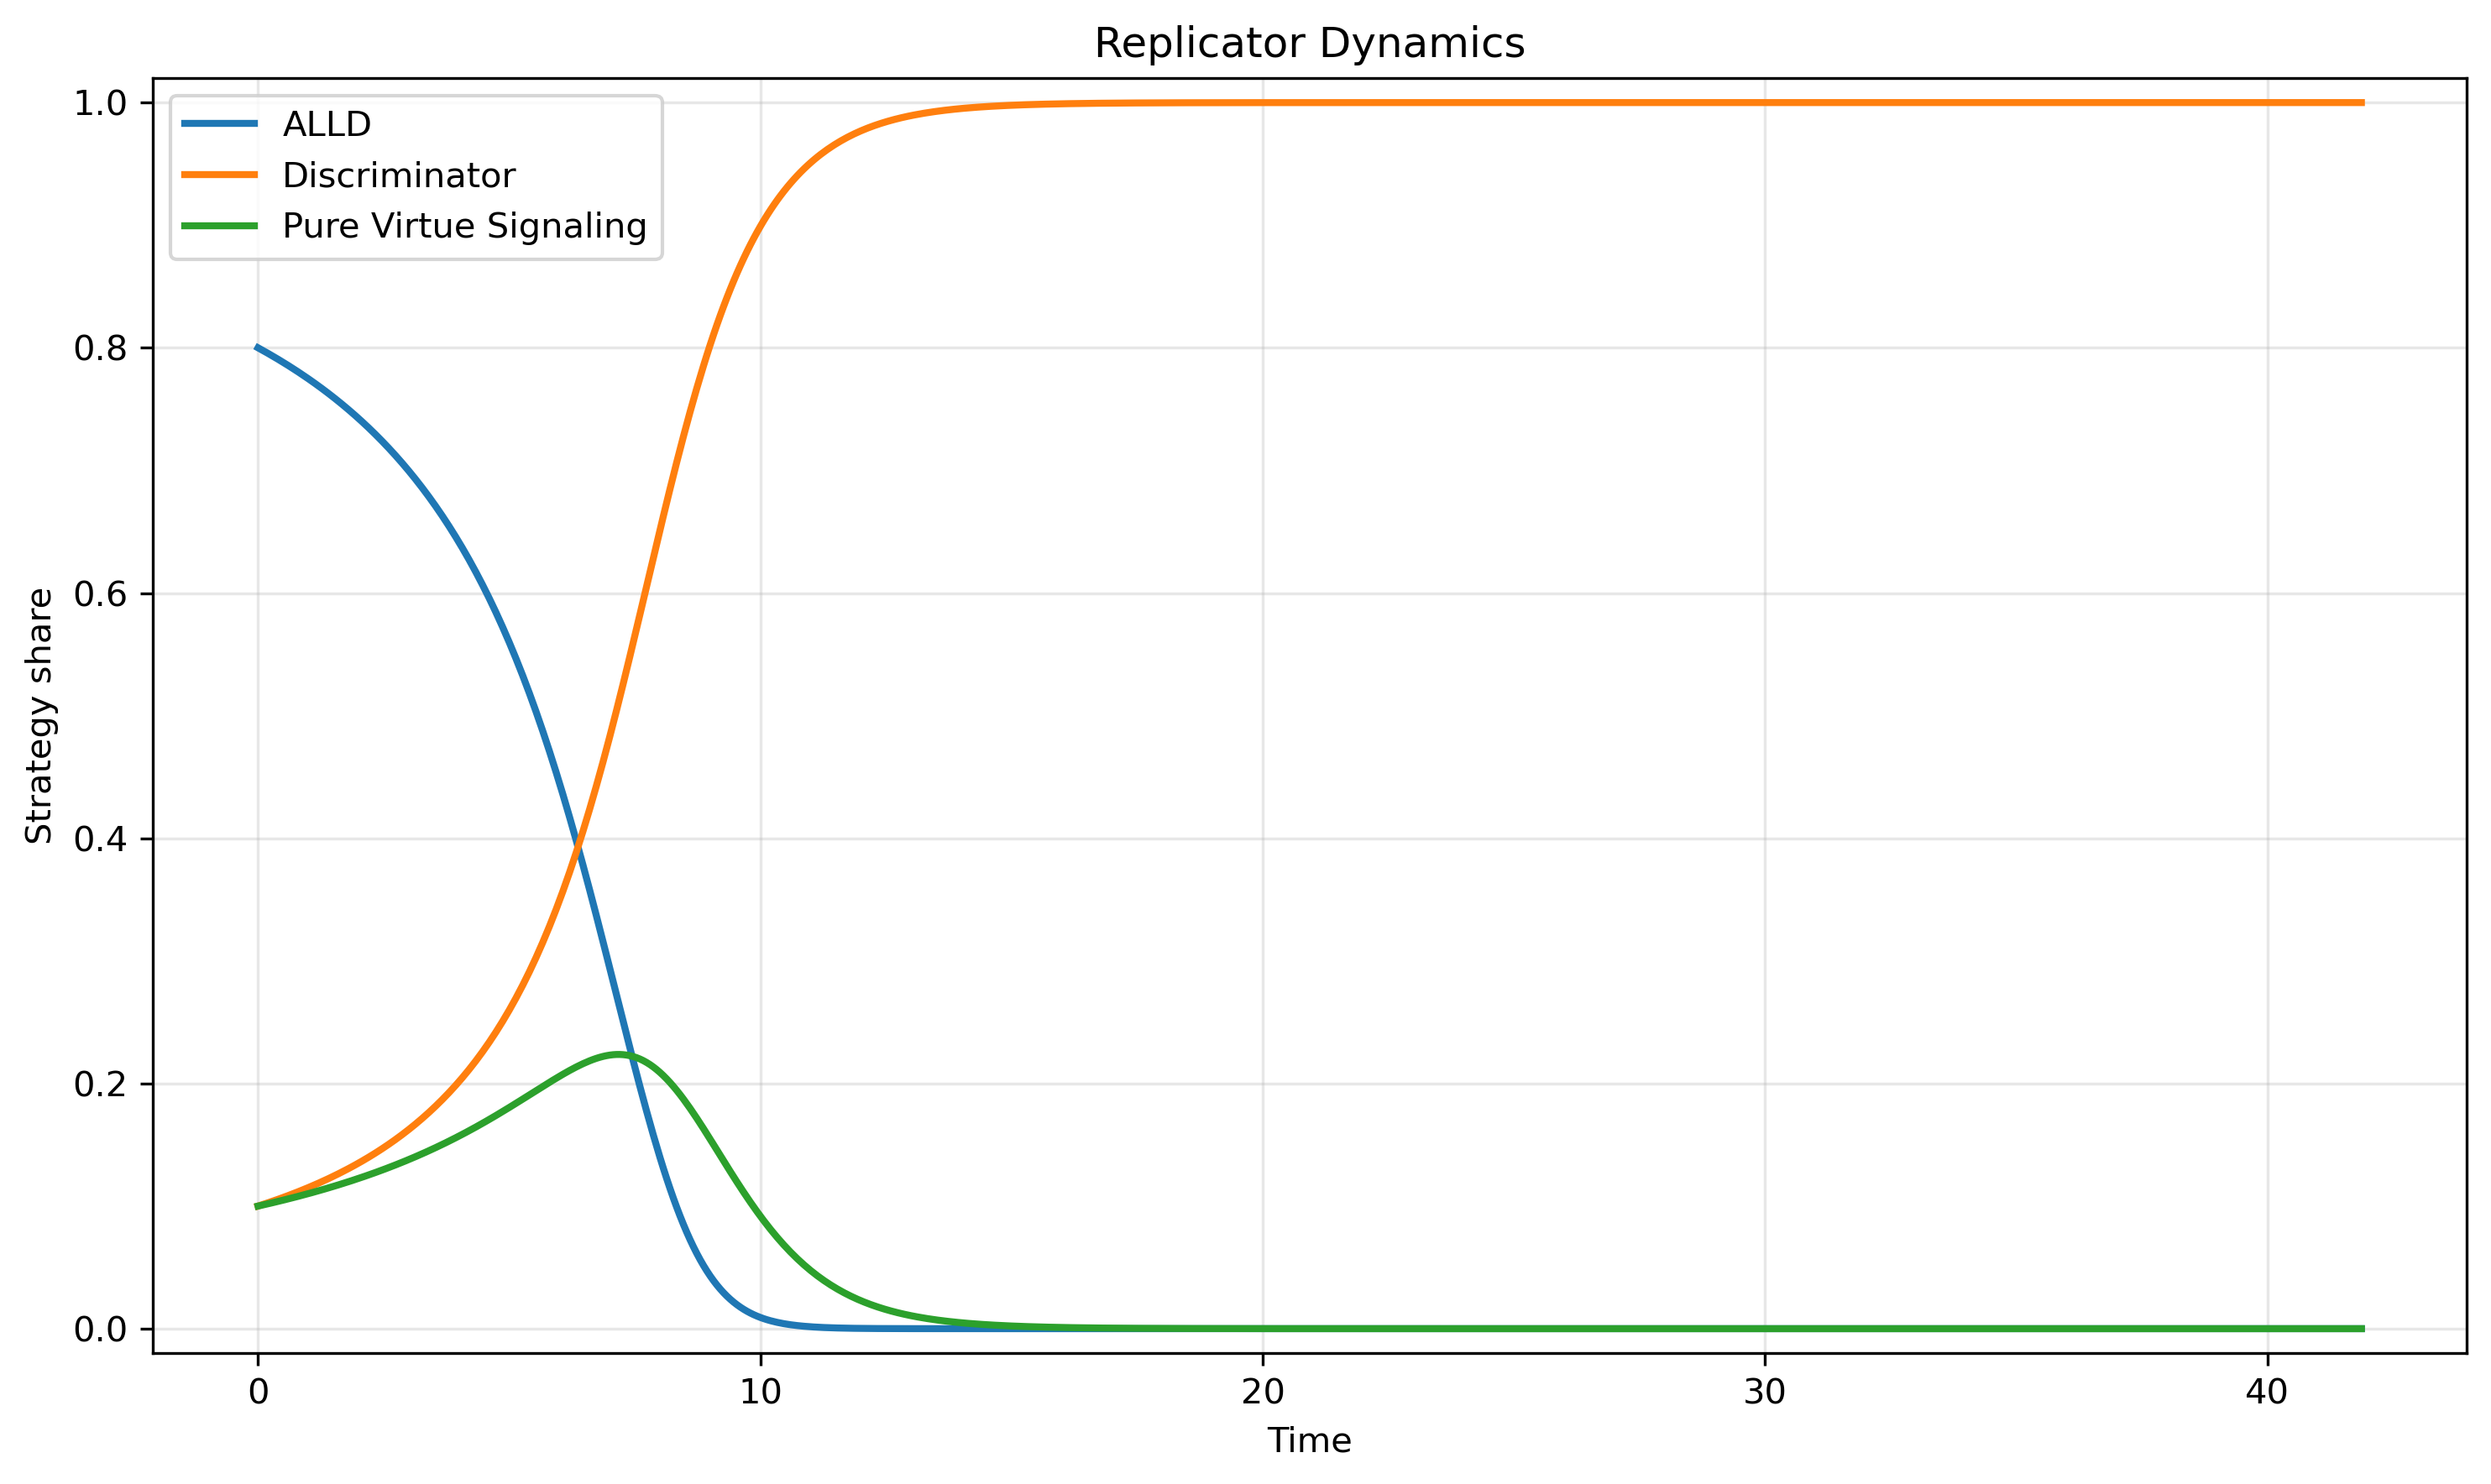 Replicator Dynamics
ALLD
Discriminator
Pure Virtue Signaling
Strategy share
1.0
0.8
0.6
0.4
0.2
0.0
0 10 20 30 40
Time